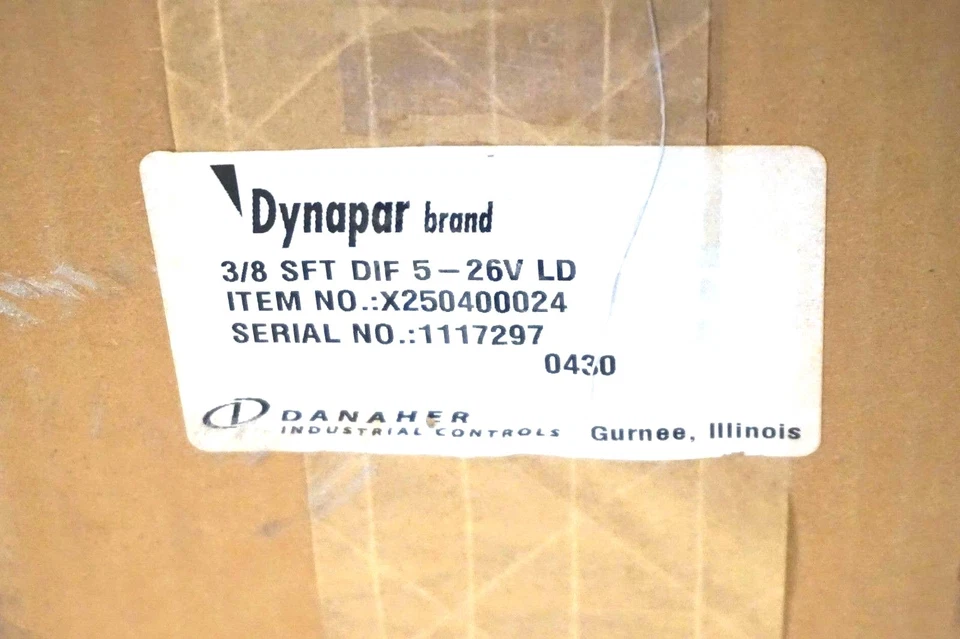 Dynapar brand
3/8 SFT DIF 5-26V LD
ITEM NO.:X250400024
SERIAL NO.:1117297
0430
DANAHER
INDUSTRIAL CONTROLS Gurnee, Illinois